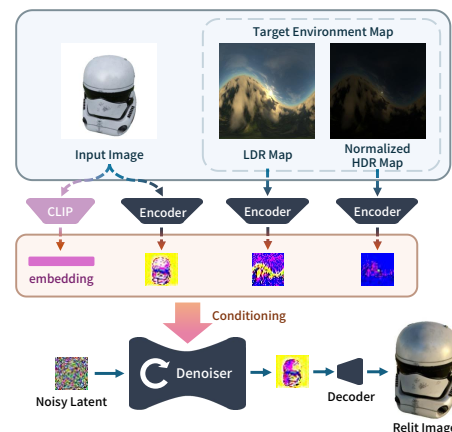 Target Environment Map
Input Image
LDR Map
Normalized
HDR Map
CLIP
Encoder
Encoder
Encoder
embedding
Conditioning
Denoiser
Noisy Latent
Decoder
Relit Image